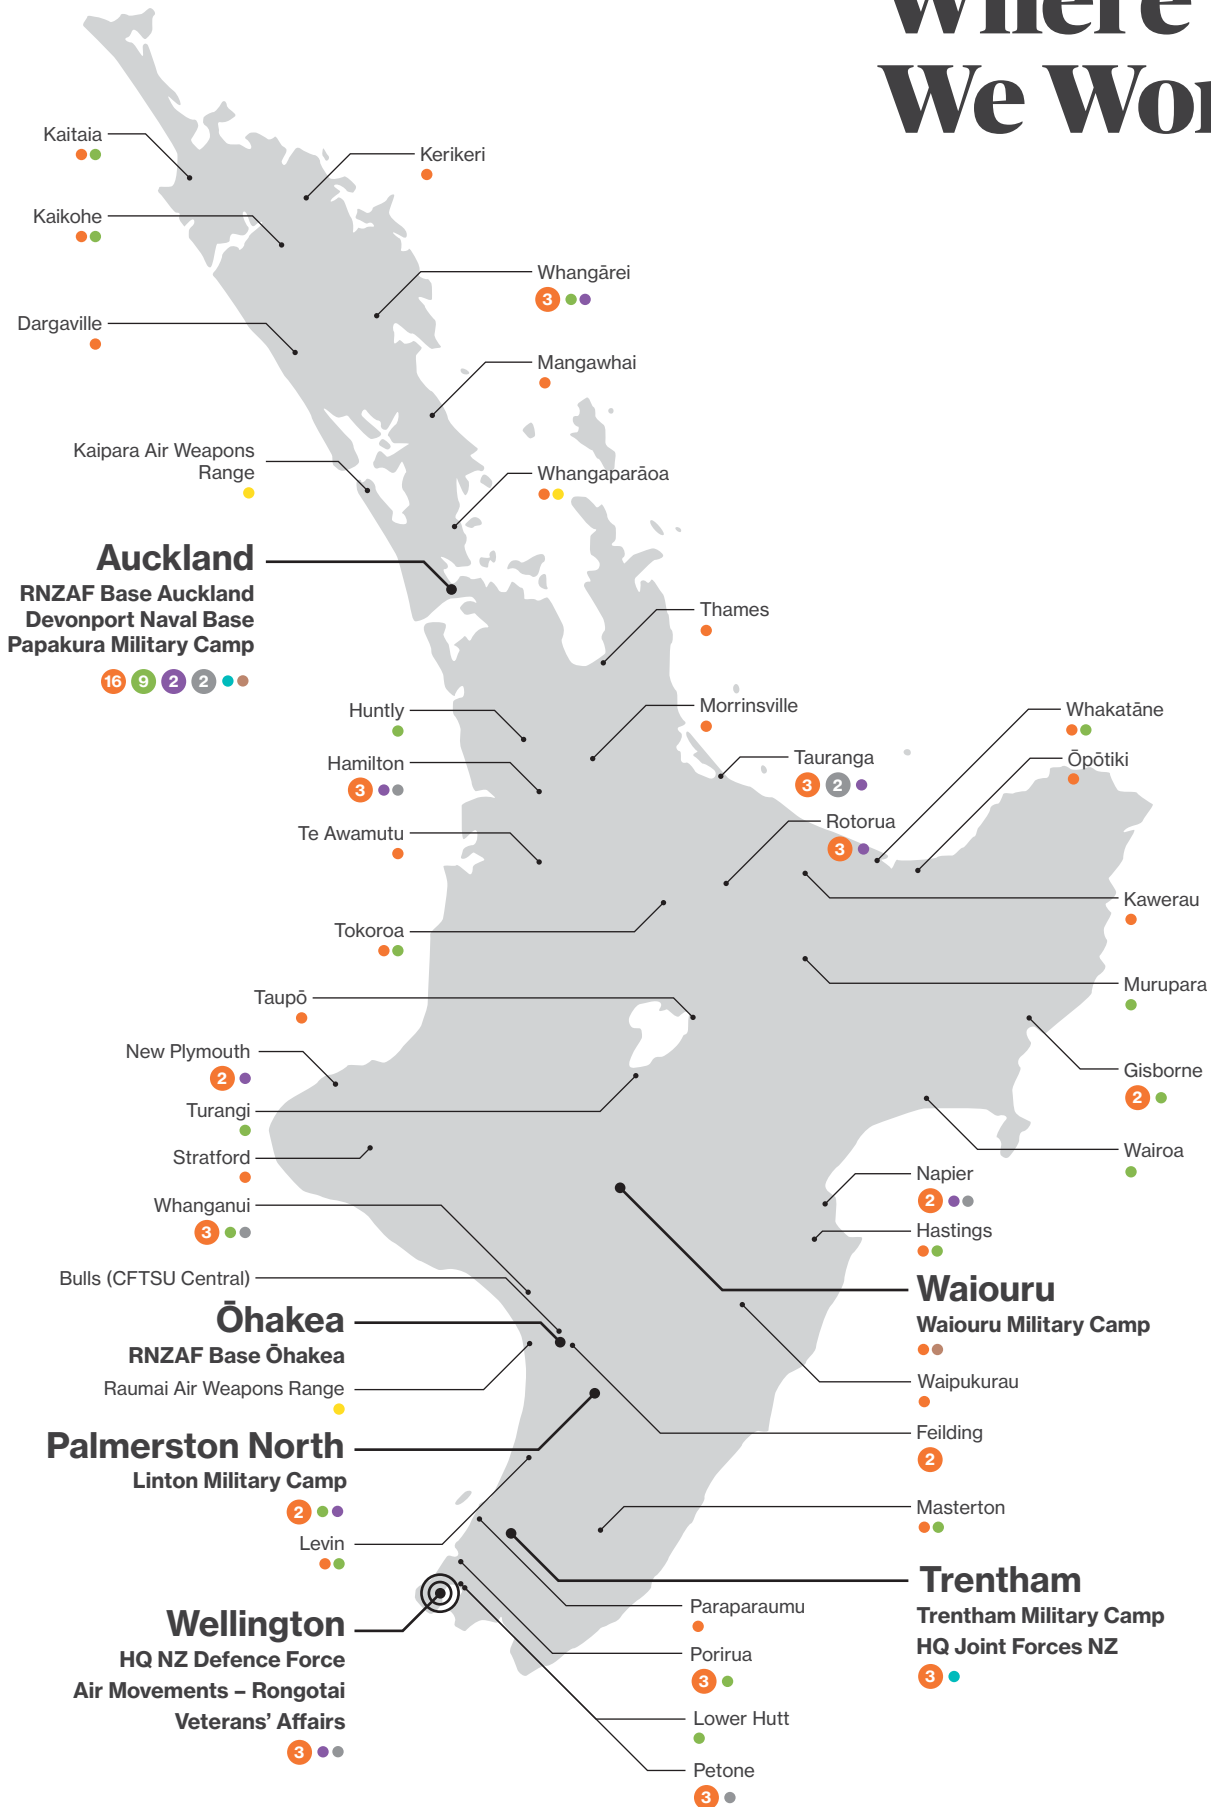 Where
We Wor
Kaitaia
Kerikeri
Kaikohe
Whangārei
3
Dargaville
Mangawhai
Kaipara Air Weapons
Range
Whangaparāoa
Auckland
RNZAF Base Auckland
Devonport Naval Base
Papakura Military Camp
16 9 2 2
Thames
Huntly
Morrinsville
Whakatāne
Hamilton
3
Tauranga
3 2
Ōpōtiki
Te Awamutu
Rotorua
3
Kawerau
Tokoroa
Murupara
Taupō
New Plymouth
2
Gisborne
2
Turangi
Stratford
Wairoa
Napier
2
Whanganui
3
Hastings
Bulls (CFTSU Central)
Waiouru
Waiouru Military Camp
Ōhakea
RNZAF Base Ōhakea
Raumai Air Weapons Range
Waipukurau
Palmerston North
Linton Military Camp
2
Feilding
2
Masterton
Levin
Trentham
Trentham Military Camp
HQ Joint Forces NZ
3
Wellington
HQ NZ Defence Force
Air Movements – Rongotai
Veterans' Affairs
3
Paraparaumu
Porirua
3
Lower Hutt
Petone
3